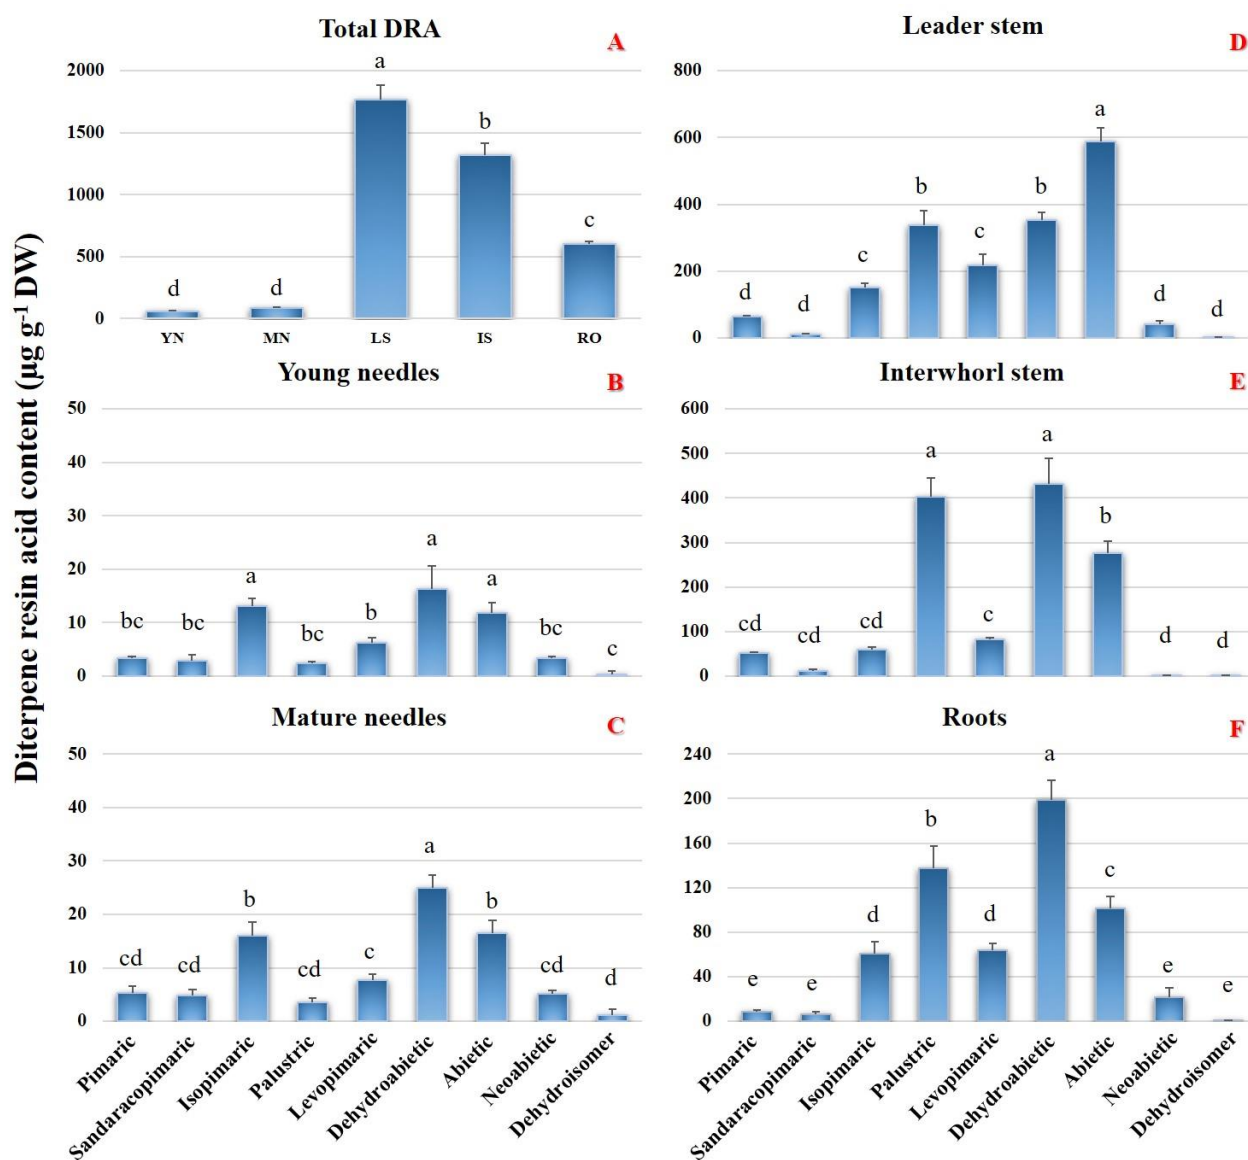 Diterpene resin acid content (µg g⁻¹ DW)
Total DRA
A
2000
1500
1000
500
0
d
d
a
b
c
YN MN LS IS RO
Young needles
B
50
40
30
20
10
0
bc
bc
a
bc
b
a
a
bc
c
Mature needles
C
50
40
30
20
10
0
cd
cd
b
cd
c
a
b
cd
d
Pimaric
Sandaracopimaric
Isopimaric
Palustric
Levopimaric
Dehydroabietic
Abietic
Neoabietic
Dehydroisomer
Leader stem
D
800
600
400
200
0
d
d
c
b
c
b
a
d
d
Interwhorl stem
E
600
500
400
300
200
100
0
cd
cd
cd
a
c
a
b
d
d
Roots
F
240
200
160
120
80
40
0
e
e
d
b
d
a
c
e
e
Pimaric
Sandaracopimaric
Isopimaric
Palustric
Levopimaric
Dehydroabietic
Abietic
Neoabietic
Dehydroisomer